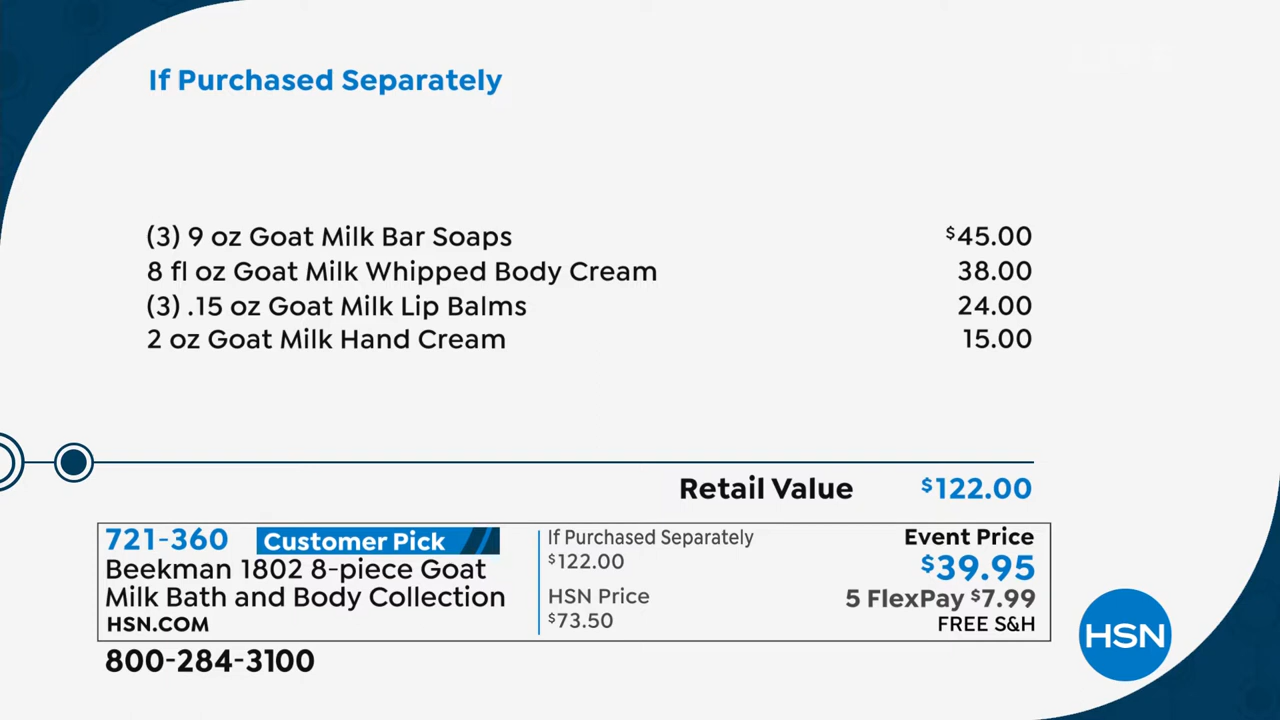 If Purchased Separately
(3) 9 oz Goat Milk Bar Soaps $45.00
8 fl oz Goat Milk Whipped Body Cream 38.00
(3) .15 oz Goat Milk Lip Balms 24.00
2 oz Goat Milk Hand Cream 15.00
Retail Value $122.00
721-360 Customer Pick
Beekman 1802 8-piece Goat
Milk Bath and Body Collection
HSN.COM
If Purchased Separately
$122.00
HSN Price
$73.50
Event Price
$39.95
5 FlexPay $7.99
FREE S&H
800-284-3100
HSN